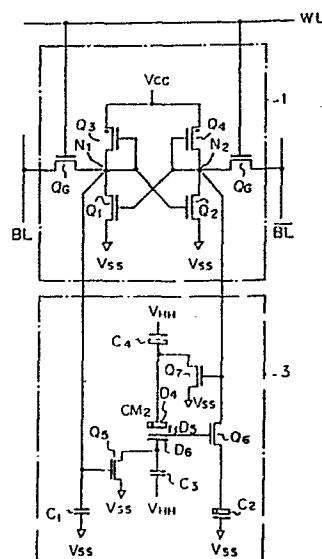 WL
VCC
1
Q3
Q4
N1
N2
QG
QG
Q1
Q2
BL
BL
VSS
VSS
VHH
3
C4
Q7
D4
VSS
CM2
D5
Q5
D6
Q6
C3
C1
VSS
C2
VHH
VSS
VSS